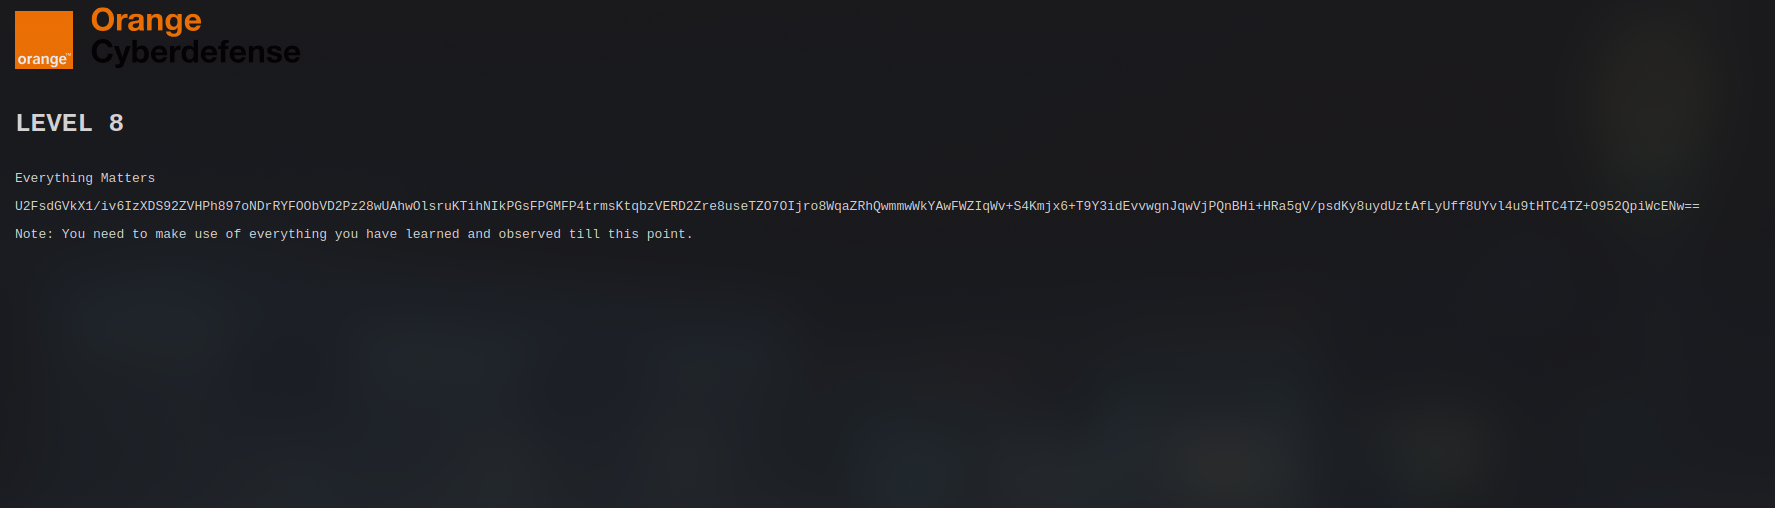 orange™
Orange
Cyberdefense
LEVEL 8
Everything Matters
U2FsdGVkX1/iv6IzXDS92ZVHPh897oNDrRYFOObVD2Pz28wUAhwOlsruKTihNIkPGsFPGMFP4trmsKtqbzVERD2Zre8useTZO7OIjro8WqaZRhQwmmwWkYAwFWZIqWv+S4Kmjx6+T9Y3idEvvwgnJqwVjPQnBHi+HRa5gV/psdKy8uydUztAfLyUff8UYvl4u9tHTC4TZ+O952QpiWcENw==
Note: You need to make use of everything you have learned and observed till this point.